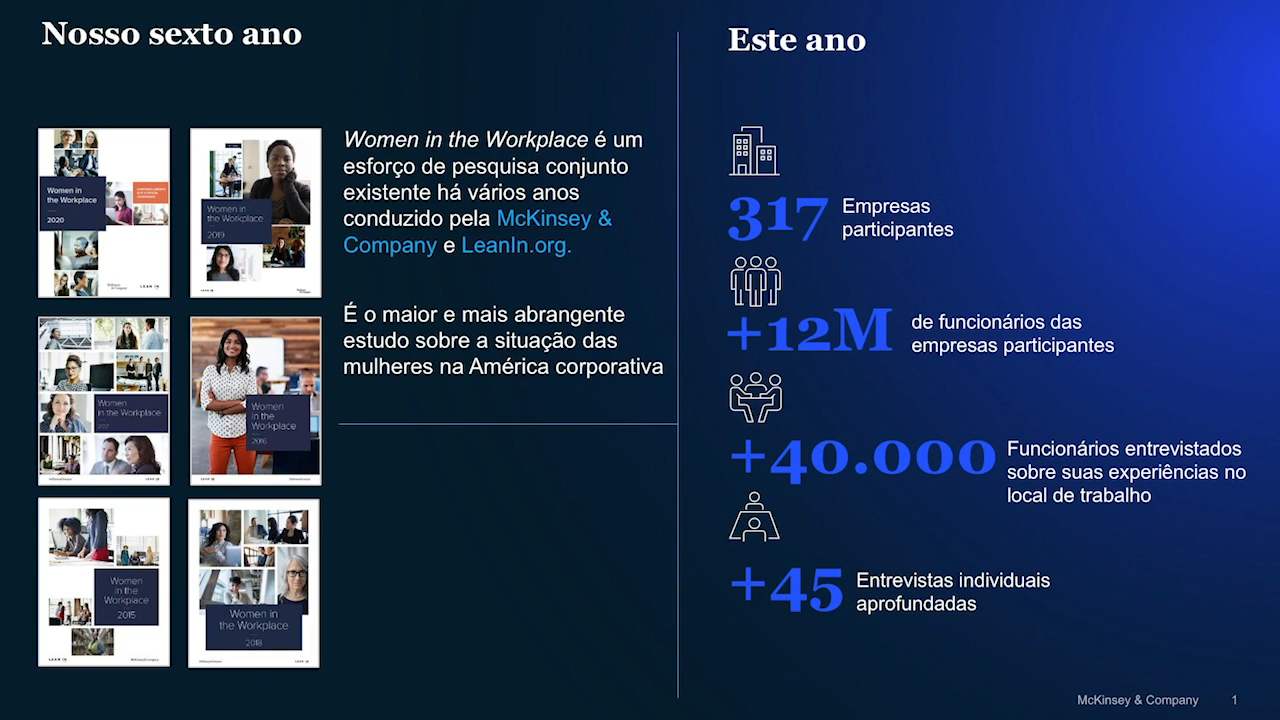 Nosso sexto ano
Women in
the Workplace
2020
Women in
the Workplace
2019
Women in
the Workplace
2017
Women
in the
Workplace
2016
Women
in the
Workplace
2015
Women in
the Workplace
2018
Women in the Workplace é um
esforço de pesquisa conjunto
existente há vários anos
conduzido pela McKinsey &
Company e LeanIn.org.
É o maior e mais abrangente
estudo sobre a situação das
mulheres na América corporativa
Este ano
317 Empresas
participantes
+12M de funcionários das
empresas participantes
+40.000 Funcionários entrevistados
sobre suas experiências no
local de trabalho
+45 Entrevistas individuais
aprofundadas
McKinsey & Company 1